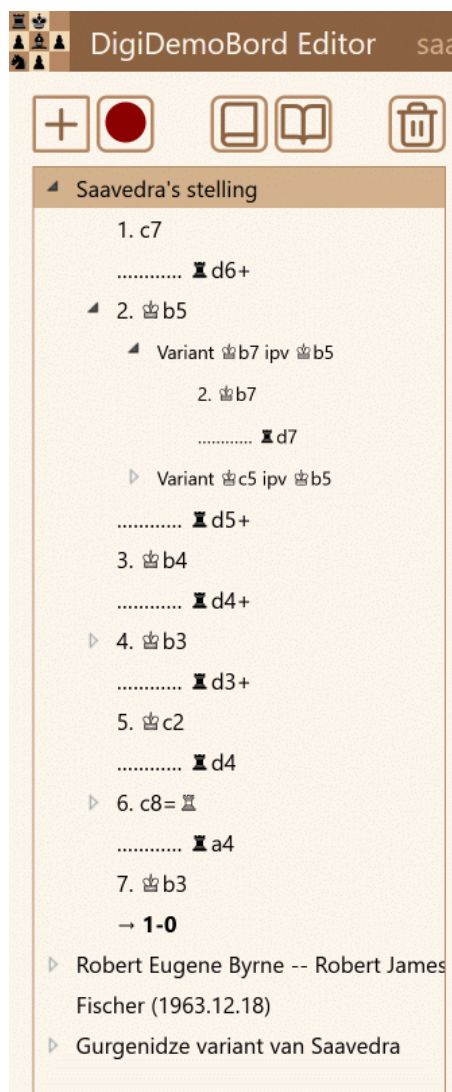 DigiDemoBord Editor saa
Saavedra's stelling
1. c7
............ ♜d6+
2. ♔b5
Variant ♔b7 ipv ♔b5
2. ♔b7
............ ♜d7
Variant ♔c5 ipv ♔b5
............ ♜d5+
3. ♔b4
............ ♜d4+
4. ♔b3
............ ♜d3+
5. ♔c2
............ ♜d4
6. c8=♖
............ ♜a4
7. ♔b3
→ 1-0
Robert Eugene Byrne -- Robert James
Fischer (1963.12.18)
Gurgenidze variant van Saavedra